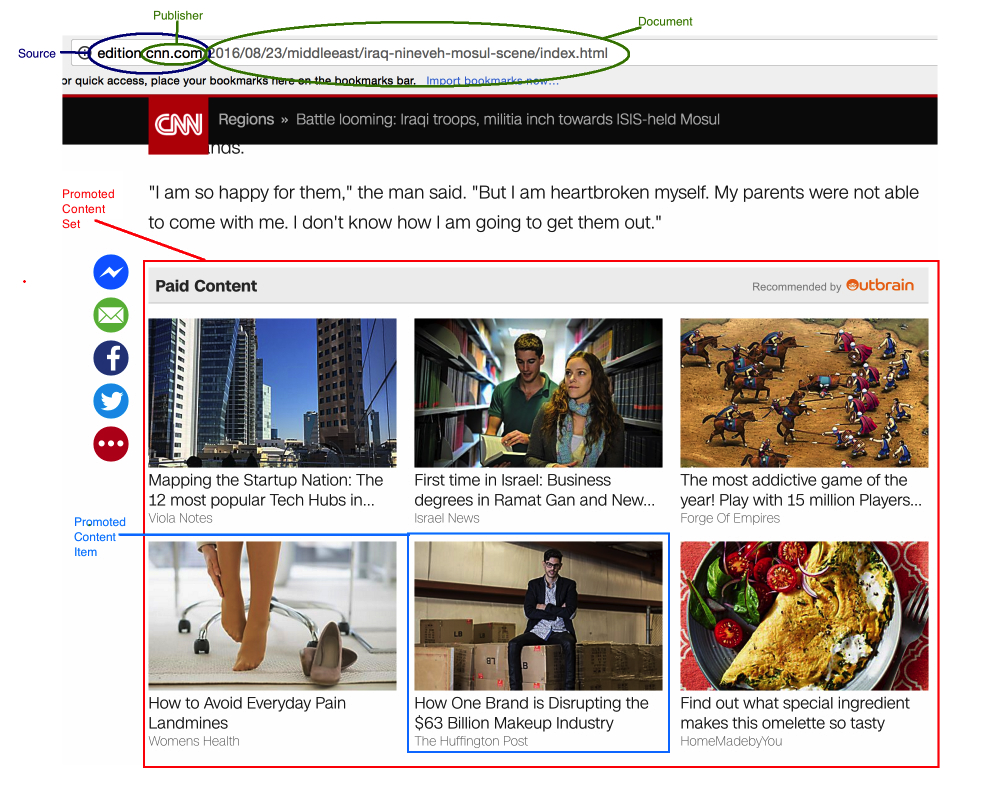 Publisher
Document
Source
edition.cnn.com/2016/08/23/middleeast/iraq-nineveh-mosul-scene/index.html
or quick access, place your bookmarks here on the bookmarks bar. Import bookmarks now...
CNN Regions » Battle looming: Iraqi troops, militia inch towards ISIS-held Mosul
nds.
"I am so happy for them," the man said. "But I am heartbroken myself. My parents were not able
to come with me. I don't know how I am going to get them out."
Promoted
Content
Set
Paid Content
Recommended by Outbrain
Mapping the Startup Nation: The
12 most popular Tech Hubs in...
Viola Notes
First time in Israel: Business
degrees in Ramat Gan and New...
Israel News
The most addictive game of the
year! Play with 15 million Players...
Forge Of Empires
Promoted
Content
Item
LB
LB
How to Avoid Everyday Pain
Landmines
Womens Health
How One Brand is Disrupting the
$63 Billion Makeup Industry
The Huffington Post
Find out what special ingredient
makes this omelette so tasty
HomeMadebyYou